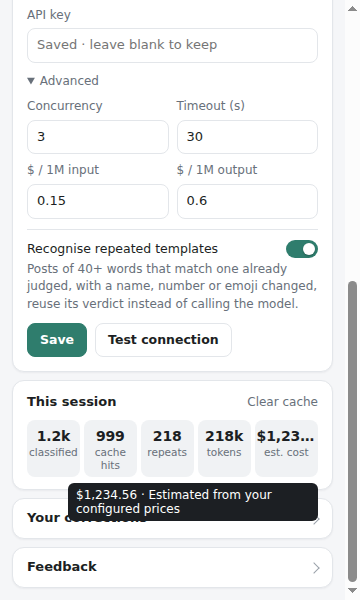 API key
Saved · leave blank to keep
▼ Advanced
Concurrency
Timeout (s)
3
30
$ / 1M input
$ / 1M output
0.15
0.6
Recognise repeated templates
Posts of 40+ words that match one already
judged, with a name, number or emoji changed,
reuse its verdict instead of calling the model.
Save
Test connection
This session
Clear cache
1.2k
classified
999
cache
hits
218
repeats
218k
tokens
$1,23…
est. cost
$1,234.56 · Estimated from your
configured prices
Your
Feedback